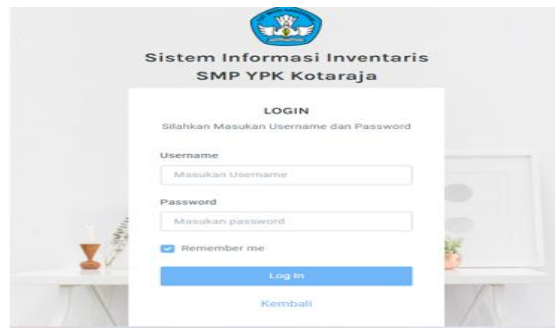 Sistem Informasi Inventaris
SMP YPK Kotaraja
LOGIN
Silahkan Masukan Username dan Password
Username
Masukan Username
Password
Masukan password
Remember me
Log In
Kembali